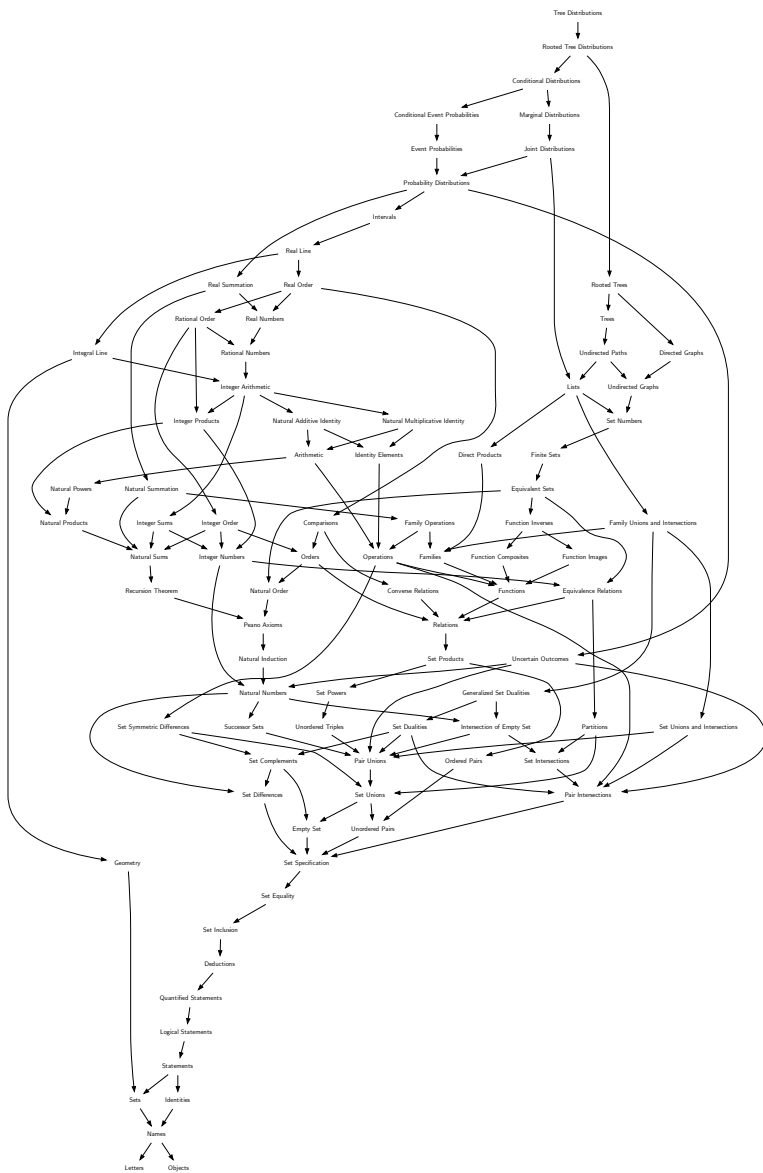 Tree Distributions
Rooted Tree Distributions
Conditional Distributions
Conditional Event Probabilities
Marginal Distributions
Event Probabilities
Joint Distributions
Probability Distributions
Intervals
Real Line
Real Summation
Real Order
Rooted Trees
Rational Order
Real Numbers
Trees
Integral Line
Rational Numbers
Undirected Paths
Directed Graphs
Integer Arithmetic
Lists
Undirected Graphs
Integer Products
Natural Additive Identity
Natural Multiplicative Identity
Set Numbers
Arithmetic
Identity Elements
Direct Products
Finite Sets
Natural Powers
Natural Summation
Equivalent Sets
Natural Products
Integer Sums
Integer Order
Comparisons
Family Operations
Function Inverses
Family Unions and Intersections
Natural Sums
Integer Numbers
Orders
Operations
Families
Function Composites
Function Images
Recursion Theorem
Natural Order
Converse Relations
Functions
Equivalence Relations
Peano Axioms
Relations
Natural Induction
Set Products
Uncertain Outcomes
Natural Numbers
Set Powers
Generalized Set Dualities
Set Symmetric Differences
Successor Sets
Unordered Triples
Set Dualities
Intersection of Empty Set
Partitions
Set Unions and Intersections
Set Complements
Pair Unions
Ordered Pairs
Set Intersections
Set Differences
Set Unions
Pair Intersections
Empty Set
Unordered Pairs
Geometry
Set Specification
Set Equality
Set Inclusion
Deductions
Quantified Statements
Logical Statements
Statements
Sets
Identities
Names
Letters
Objects